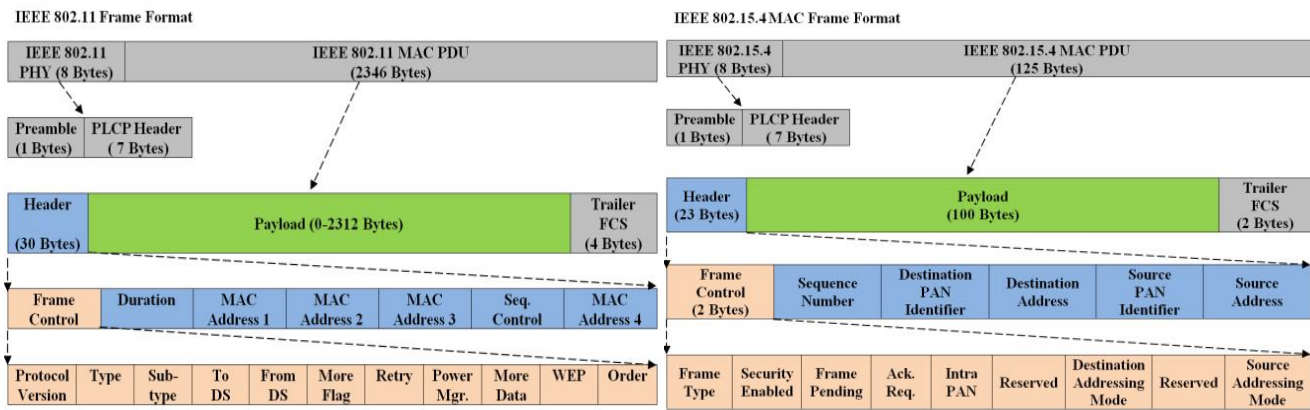 IEEE 802.11 Frame Format
IEEE 802.11
PHY (8 Bytes)
IEEE 802.11 MAC PDU
(2346 Bytes)
Preamble
(1 Bytes)
PLCP Header
( 7 Bytes)
Header
(30 Bytes)
Payload (0-2312 Bytes)
Trailer
FCS
(4 Bytes)
Frame
Control
Duration
MAC
Address 1
MAC
Address 2
MAC
Address 3
Seq.
Control
MAC
Address 4
Protocol
Version
Type
Sub-
type
To
DS
From
DS
More
Flag
Retry
Power
Mgr.
More
Data
WEP
Order
IEEE 802.15.4 MAC Frame Format
IEEE 802.15.4
PHY (8 Bytes)
IEEE 802.15.4 MAC PDU
(125 Bytes)
Preamble
(1 Bytes)
PLCP Header
( 7 Bytes)
Header
(23 Bytes)
Payload
(100 Bytes)
Trailer
FCS
(2 Bytes)
Frame
Control
(2 Bytes)
Sequence
Number
Destination
PAN
Identifier
Destination
Address
Source
PAN
Identifier
Source
Address
Frame
Type
Security
Enabled
Frame
Pending
Ack.
Req.
Intra
PAN
Reserved
Destination
Addressing
Mode
Reserved
Source
Addressing
Mode